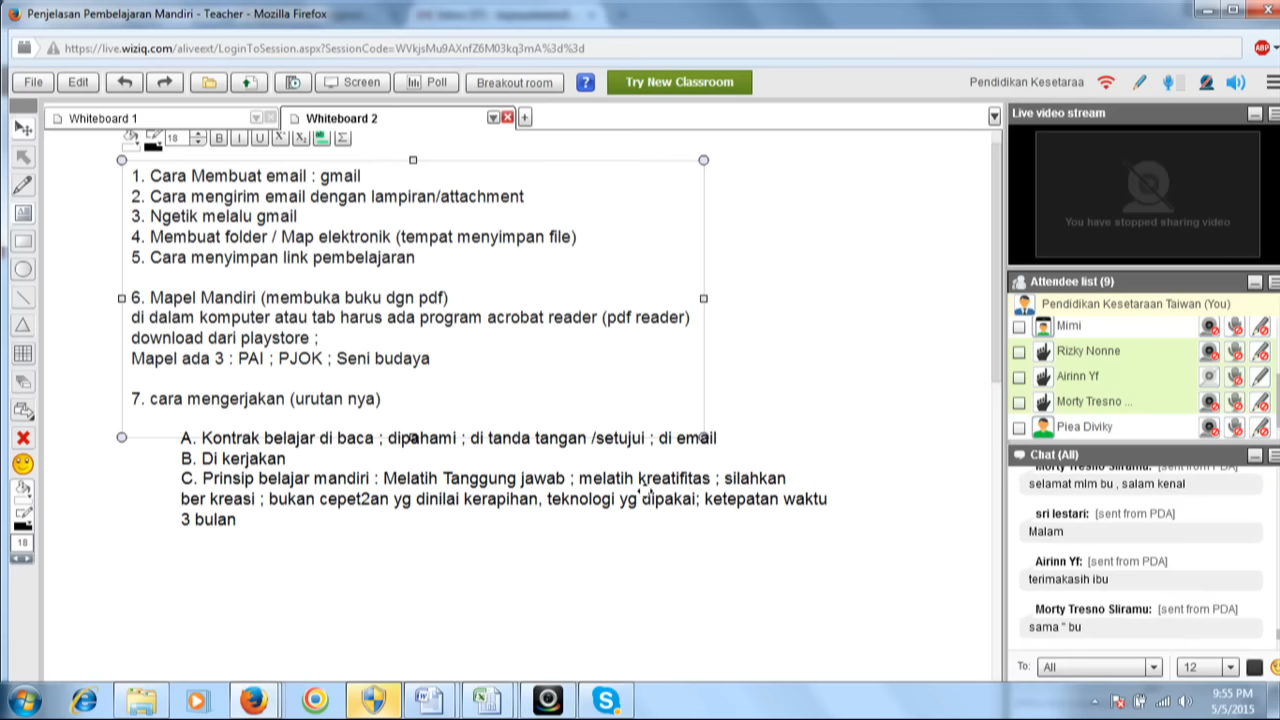 Penjelasan Pembelajaran Mandiri - Teacher - Mozilla Firefox
https://live.wiziq.com/aliveext/LoginToSession.aspx?SessionCode=WVkjsMu9AXnfZ6M03kq3mA%3d%3d
ABP
File Edit Screen Poll Breakout room ? Try New Classroom Pendidikan Kesetaraa
Whiteboard 1 Whiteboard 2
18 B I U
1. Cara Membuat email : gmail
2. Cara mengirim email dengan lampiran/attachment
3. Ngetik melalu gmail
4. Membuat folder / Map elektronik (tempat menyimpan file)
5. Cara menyimpan link pembelajaran
6. Mapel Mandiri (membuka buku dgn pdf)
di dalam komputer atau tab harus ada program acrobat reader (pdf reader)
download dari playstore ;
Mapel ada 3 : PAI ; PJOK ; Seni budaya
7. cara mengerjakan (urutan nya)
A. Kontrak belajar di baca ; dipahami ; di tanda tangan /setujui ; di email
B. Di kerjakan
C. Prinsip belajar mandiri : Melatih Tanggung jawab ; melatih kreatifitas ; silahkan
ber kreasi ; bukan cepet2an yg dinilai kerapihan, teknologi yg dipakai; ketepatan waktu
3 bulan
18
Live video stream
You have stopped sharing video
Attendee list (9)
Pendidikan Kesetaraan Taiwan (You)
Mimi
Rizky Nonne
Airinn Yf
Morty Tresno ...
Piea Diviky
Chat (All)
Morty Tresno Sliramu: [sent from PDA]
selamat mlm bu , salam kenal
sri lestari: [sent from PDA]
Malam
Airinn Yf: [sent from PDA]
terimakasih ibu
Morty Tresno Sliramu: [sent from PDA]
sama " bu
To: All 12
9:55 PM
5/5/2015